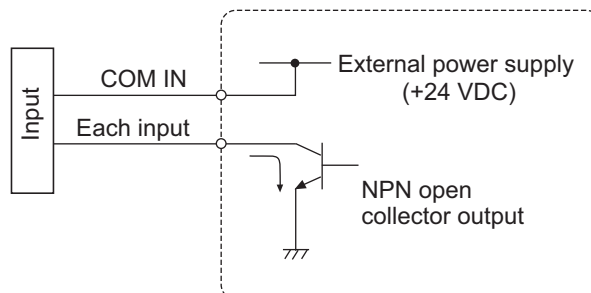 Input
COM IN
Each input
External power supply
(+24 VDC)
NPN open
collector output